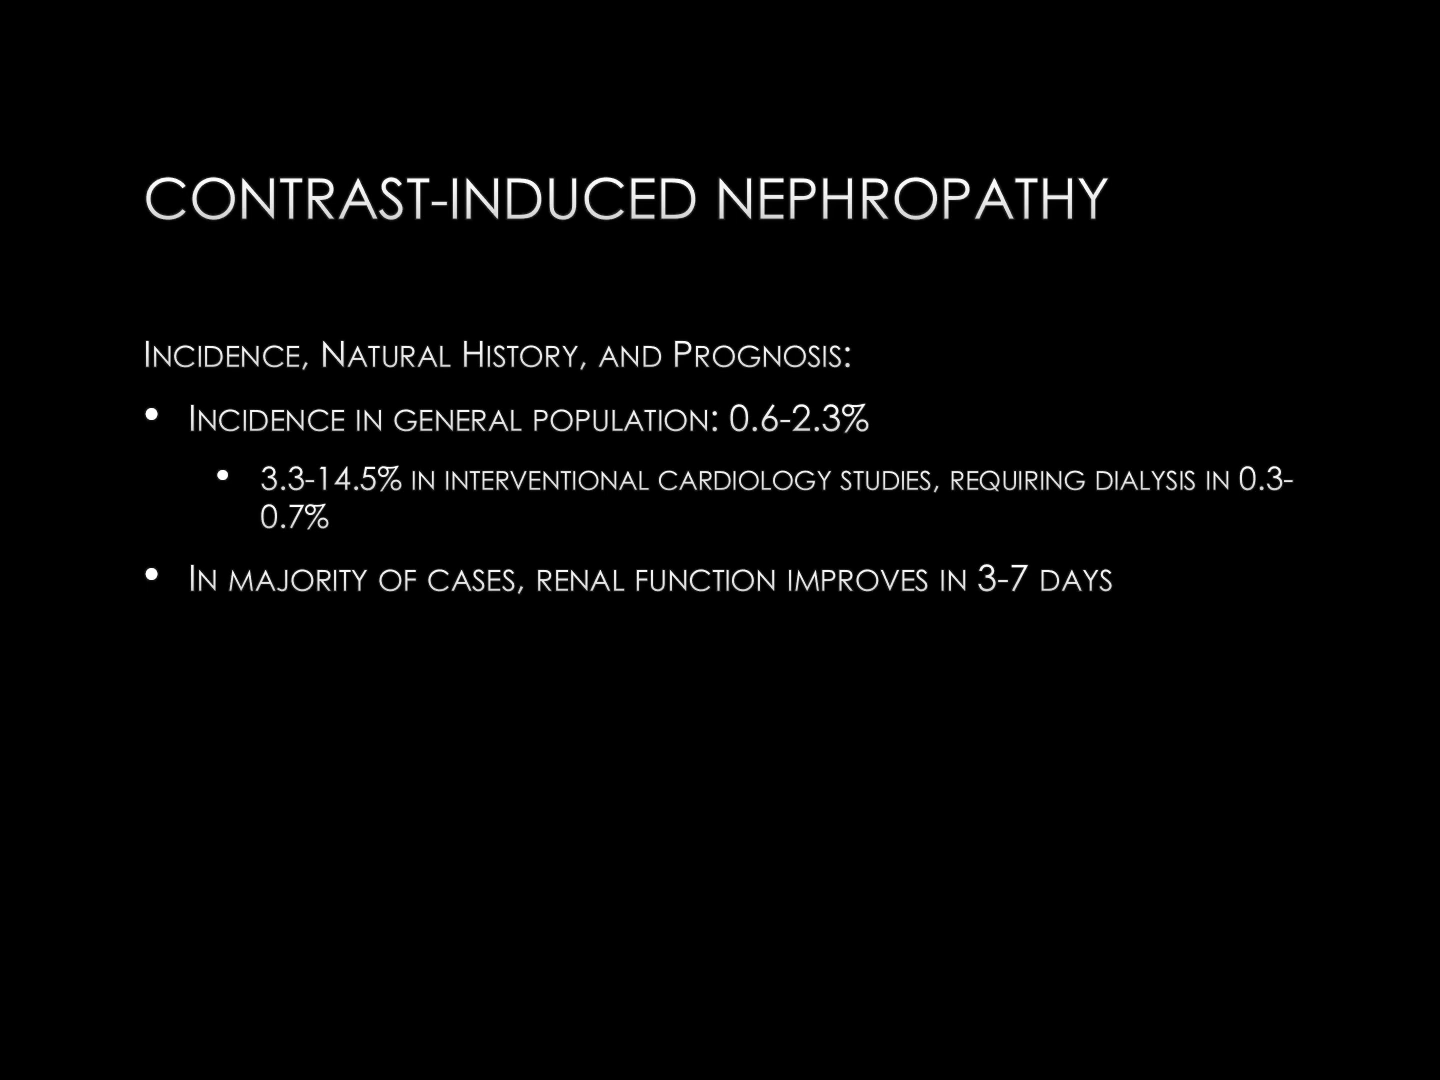 CONTRAST-INDUCED NEPHROPATHY
Incidence, Natural History, and Prognosis:
• Incidence in general population: 0.6-2.3%
• 3.3-14.5% in interventional cardiology studies, requiring dialysis in 0.3-
0.7%
• In majority of cases, renal function improves in 3-7 days